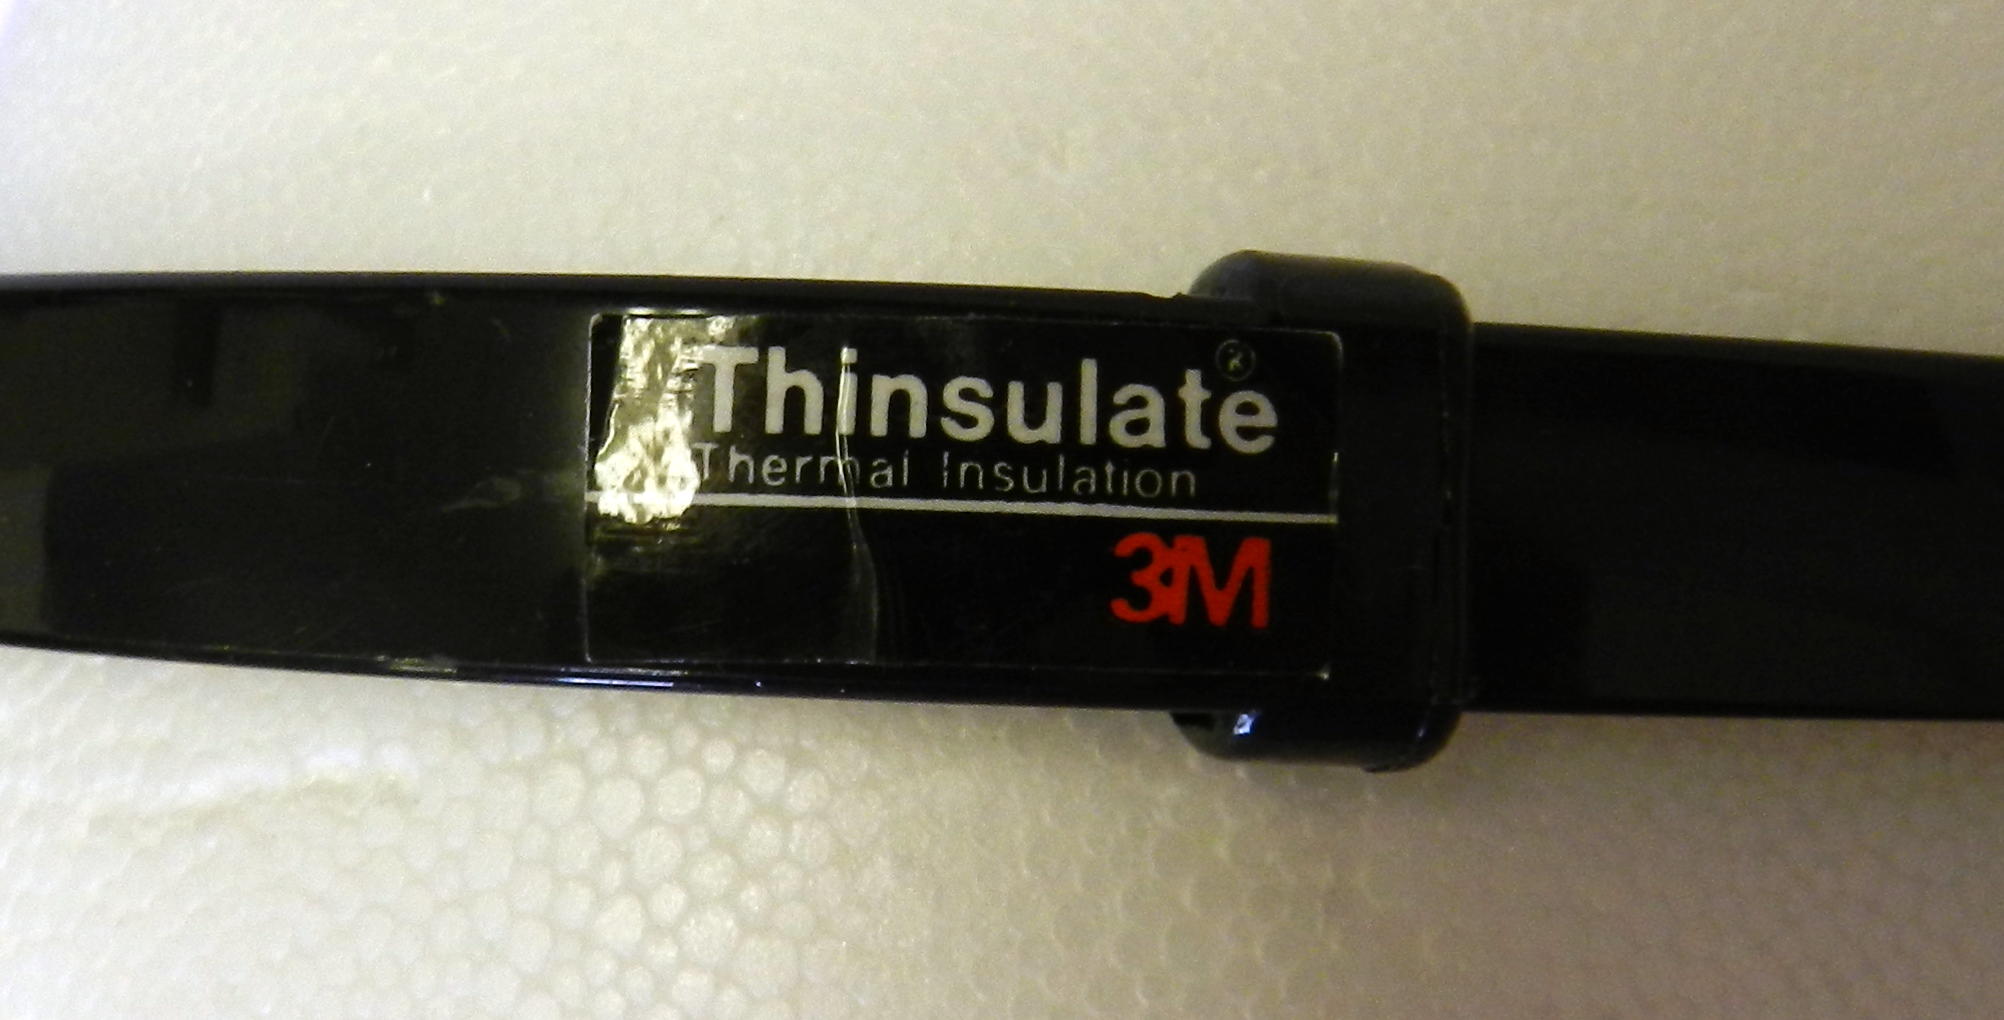 Thinsulate®
Thermal Insulation
3M